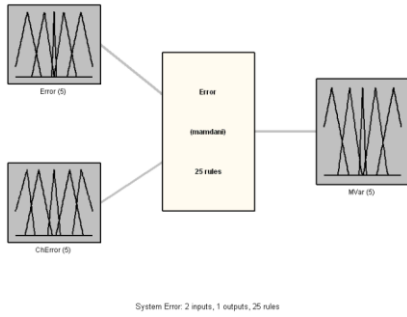 Error (5)
ChError (5)
Error
(mamdani)
25 rules
MVar (5)
System Error: 2 inputs, 1 outputs, 25 rules